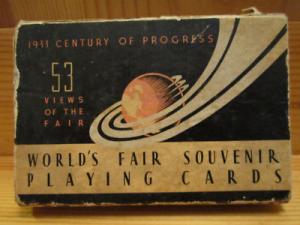 1933 CENTURY OF PROGRESS
53
VIEWS
OF THE
FAIR
WORLD'S FAIR SOUVENIR
PLAYING CARDS